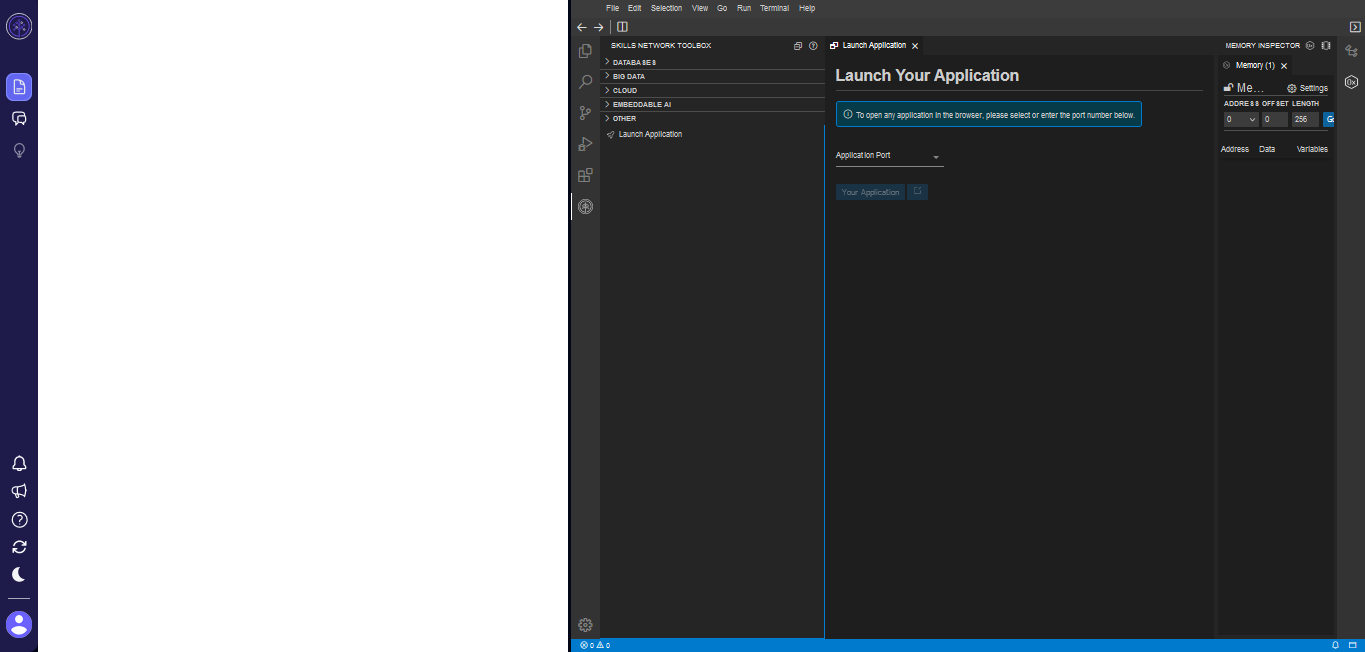 File Edit Selection View Go Run Terminal Help
SKILLS NETWORK TOOLBOX
DATABASES
BIG DATA
CLOUD
EMBEDDABLE AI
OTHER
Launch Application
Launch Application
Launch Your Application
To open any application in the browser, please select or enter the port number below.
Application Port
Your Application
MEMORY INSPECTOR
Memory (1)
Me...
Settings
ADDRESS OFFSET LENGTH
0 0 256 Go
Address Data Variables
0x
0 0